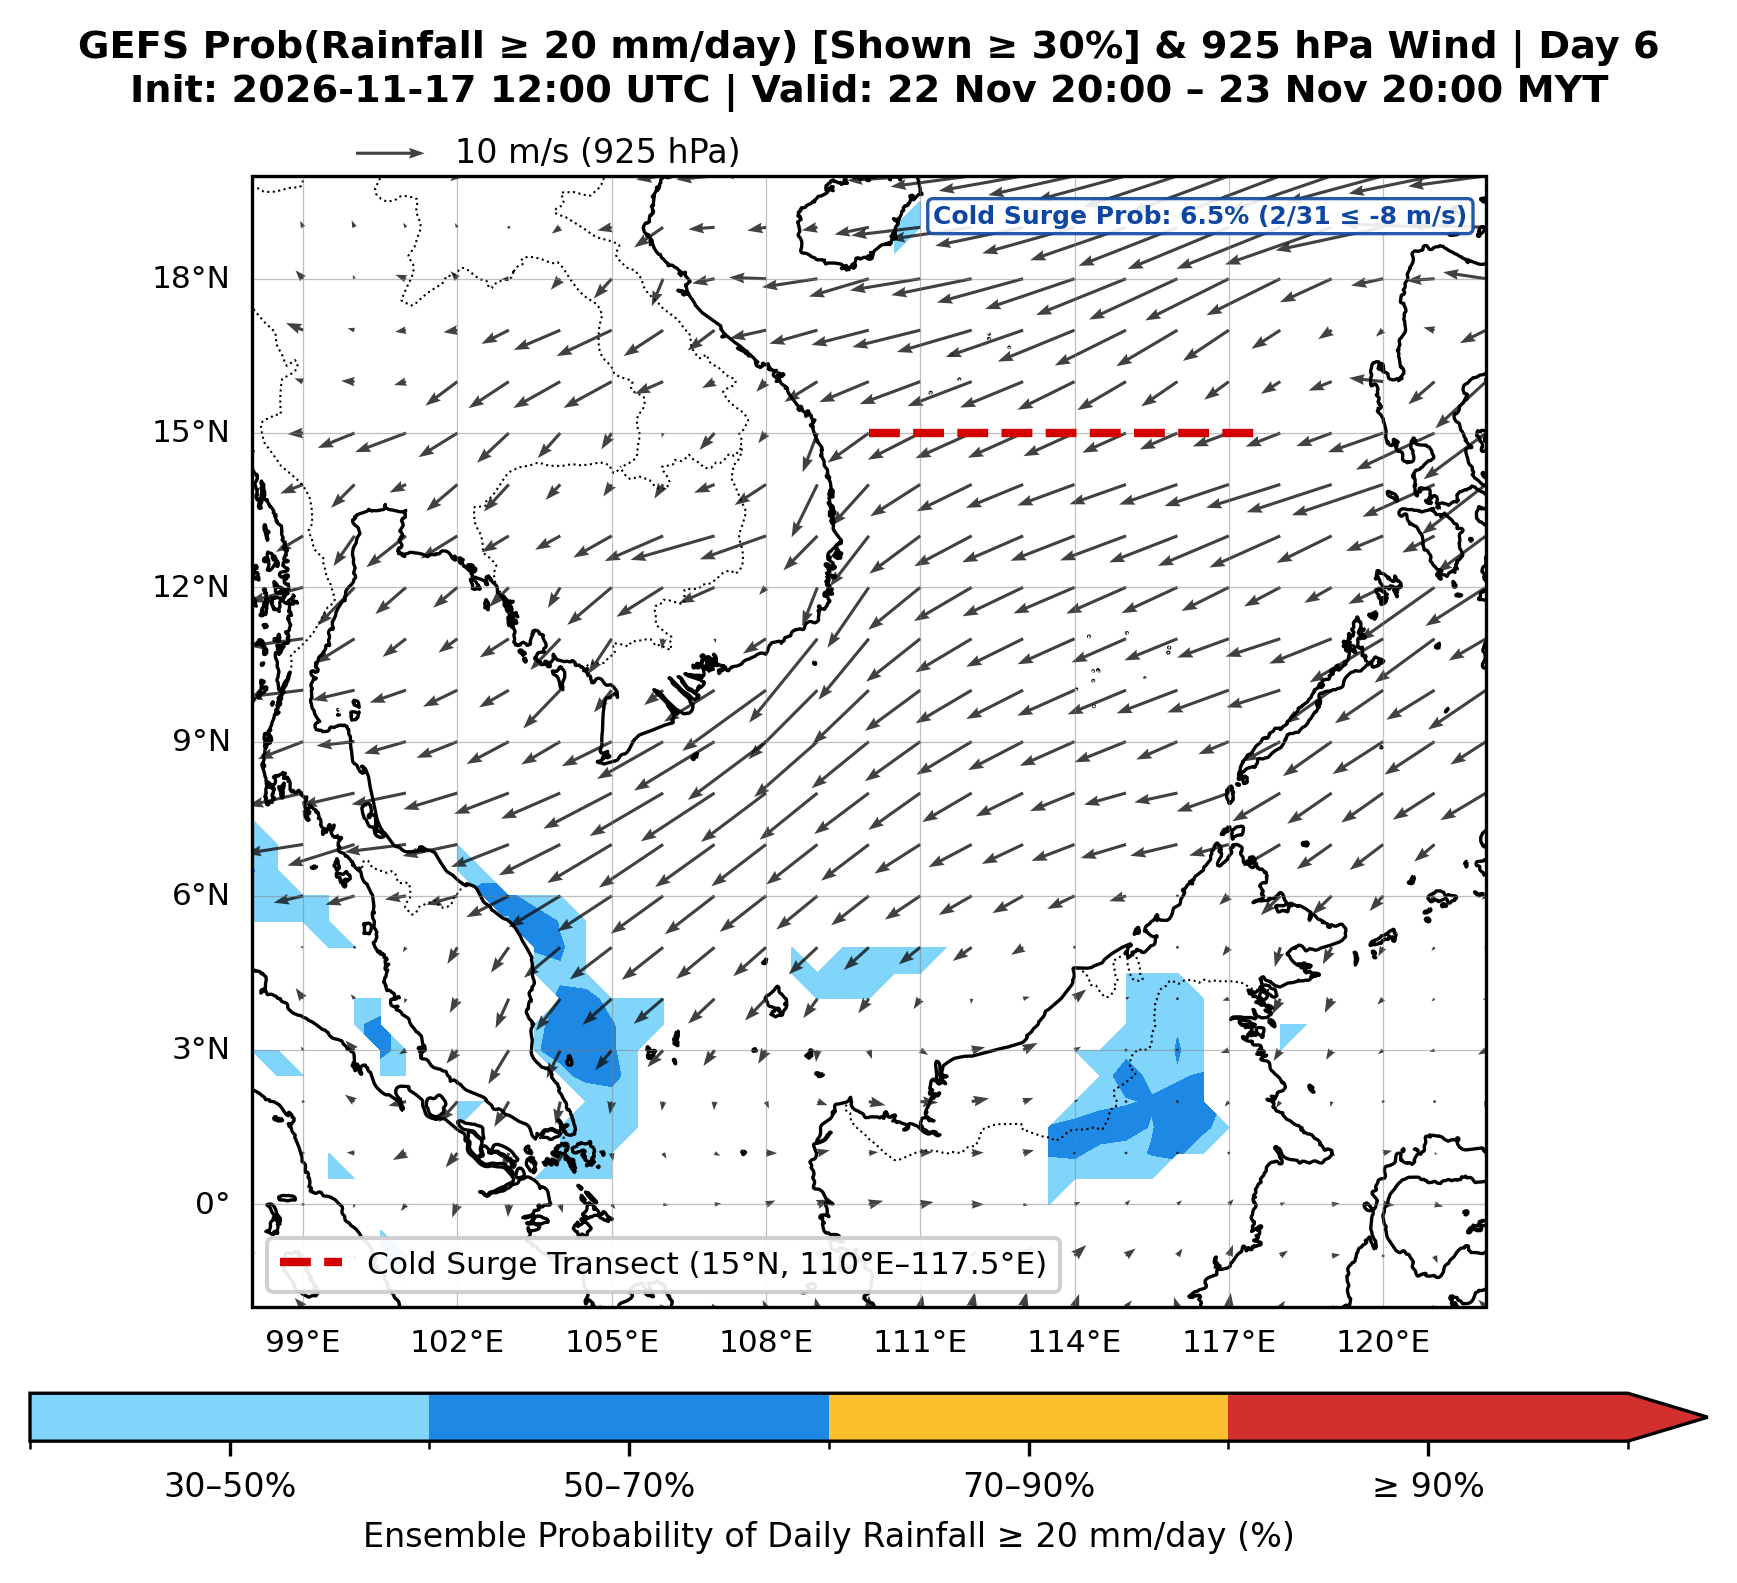 GEFS Prob(Rainfall ≥ 20 mm/day) [Shown ≥ 30%] & 925 hPa Wind | Day 6
Init: 2026-11-17 12:00 UTC | Valid: 22 Nov 20:00 – 23 Nov 20:00 MYT
10 m/s (925 hPa)
Cold Surge Prob: 6.5% (2/31 ≤ -8 m/s)
18°N
15°N
12°N
9°N
6°N
3°N
0°
Cold Surge Transect (15°N, 110°E–117.5°E)
99°E 102°E 105°E 108°E 111°E 114°E 117°E 120°E
30–50% 50–70% 70–90% ≥ 90%
Ensemble Probability of Daily Rainfall ≥ 20 mm/day (%)